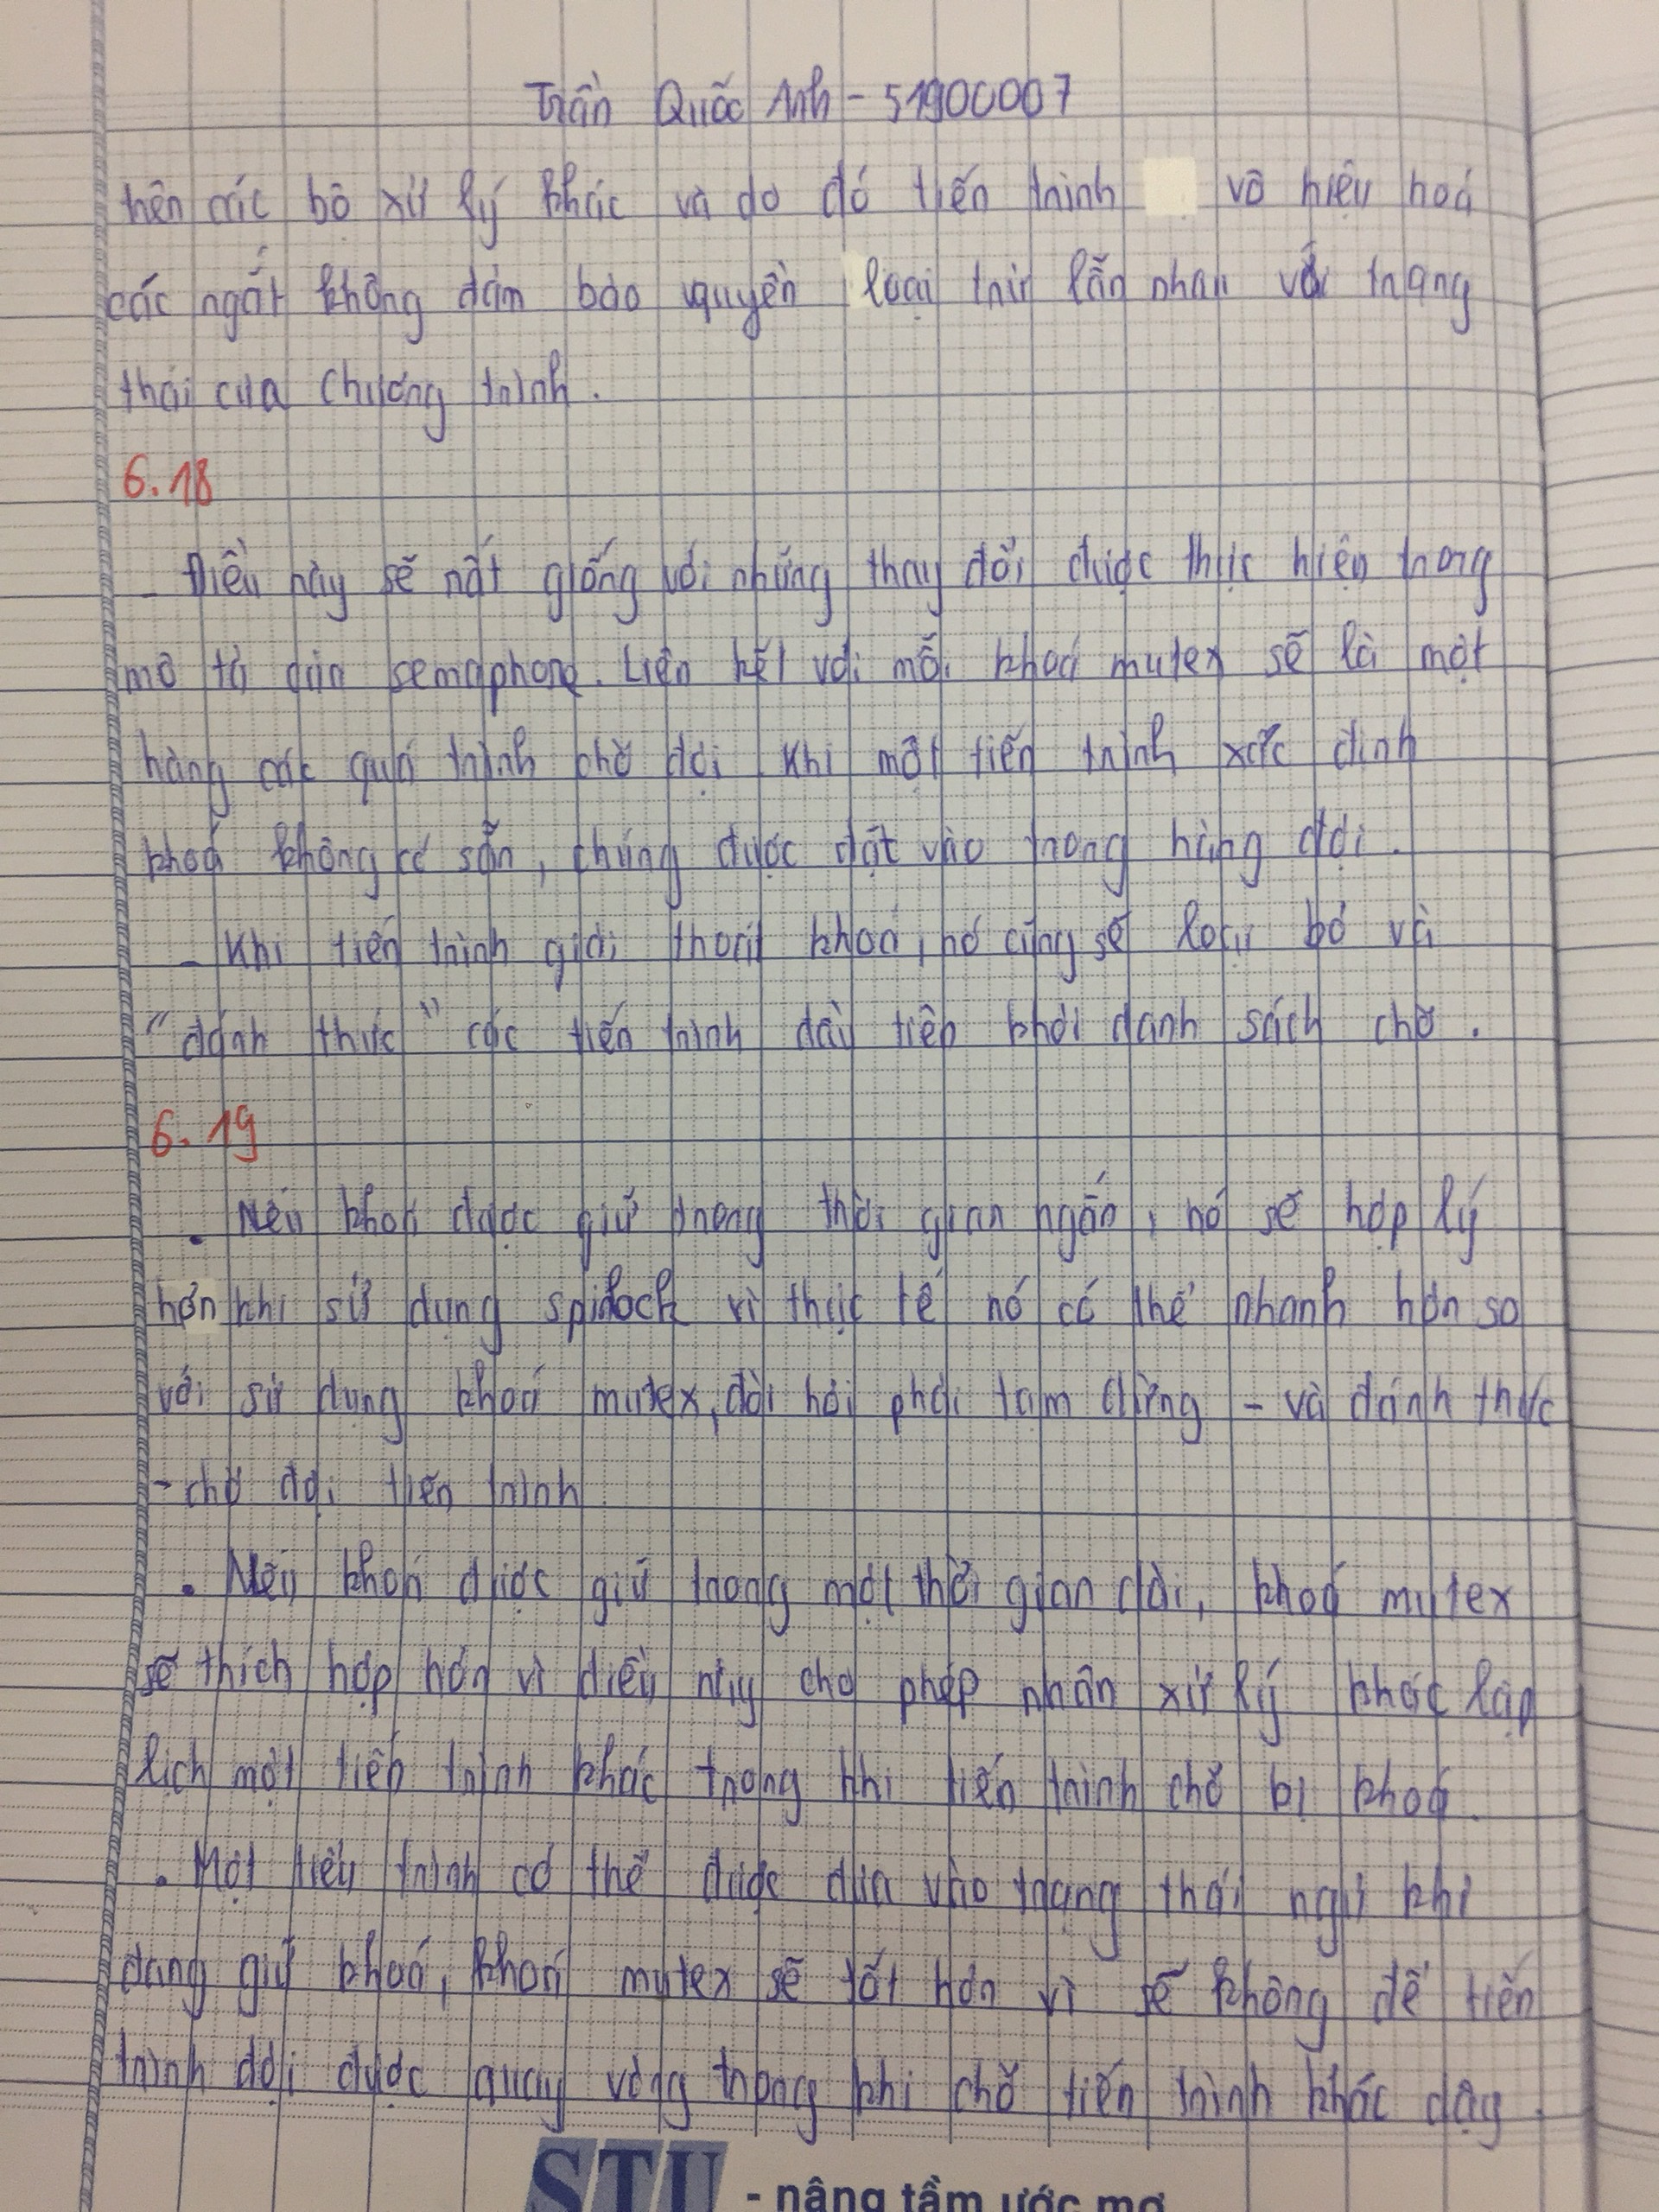 Trần Quốc Anh - 51900007
trên các bộ xử lý khác và do đó tiến trình vô hiệu hoá
các ngắt không đảm bảo quyền loại trừ lẫn nhau với trạng
thái của chương trình.
6.18
- Điều này sẽ rất giống với những thay đổi được thực hiện trong
mô tả của semaphore. Liên kết với mỗi khoá mutex sẽ là một
hàng các quá trình chờ đợi Khi một tiến trình xác định
khoá không có sẵn, chúng được đặt vào trong hàng đợi.
- Khi tiến trình giải thoát khoá, nó cũng sẽ loại bỏ và
"đánh thức" các tiến trình đầu tiên khỏi danh sách chờ.
6.19
. Nếu khoá được giữ trong thời gian ngắn, nó sẽ hợp lý
hơn khi sử dụng spinlock vì thực tế nó có thể nhanh hơn so
với sử dụng khoá mutex, đòi hỏi phải tạm dừng - và đánh thức
- chờ đợi tiến trình
. Nếu khoá được giữ trong một thời gian dài, khoá mutex
sẽ thích hợp hơn vì điều này cho phép nhân xử lý khác lập
lịch một tiến trình khác trong khi tiến trình chờ bị khoá.
. Một tiến trình có thể được đưa vào trạng thái ngủ khi
đang giữ khoá, khoá mutex sẽ tốt hơn vì sẽ không để tiến
trình đợi được quay vòng trong khi chờ tiến trình khác dậy.
STU - nâng tầm ước mơ